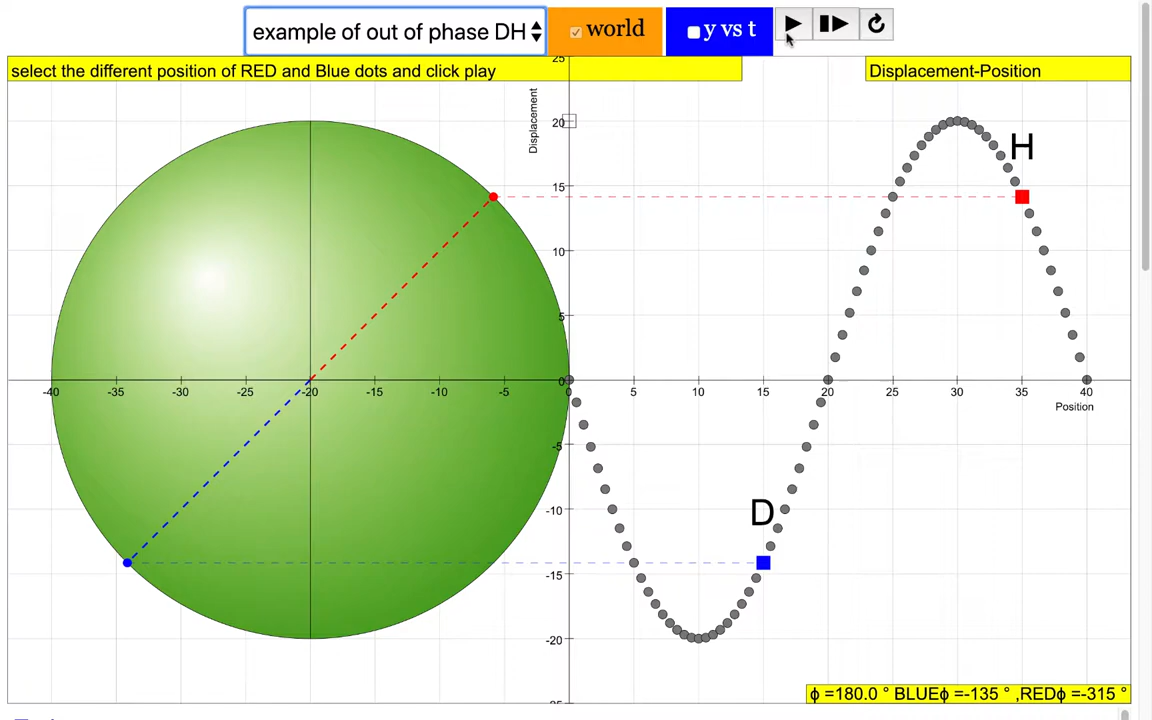 example of out of phase DH
world
y vs t
select the different position of RED and Blue dots and click play
Displacement-Position
Displacement
25
20
15
10
5
0
-5
-10
-15
-20
-25
-40 -35 -30 -25 -20 -15 -10 -5 0 5 10 15 20 25 30 35 40
Position
H
D
ϕ =180.0 ° BLUEϕ =-135 ° ,REDϕ =-315 °